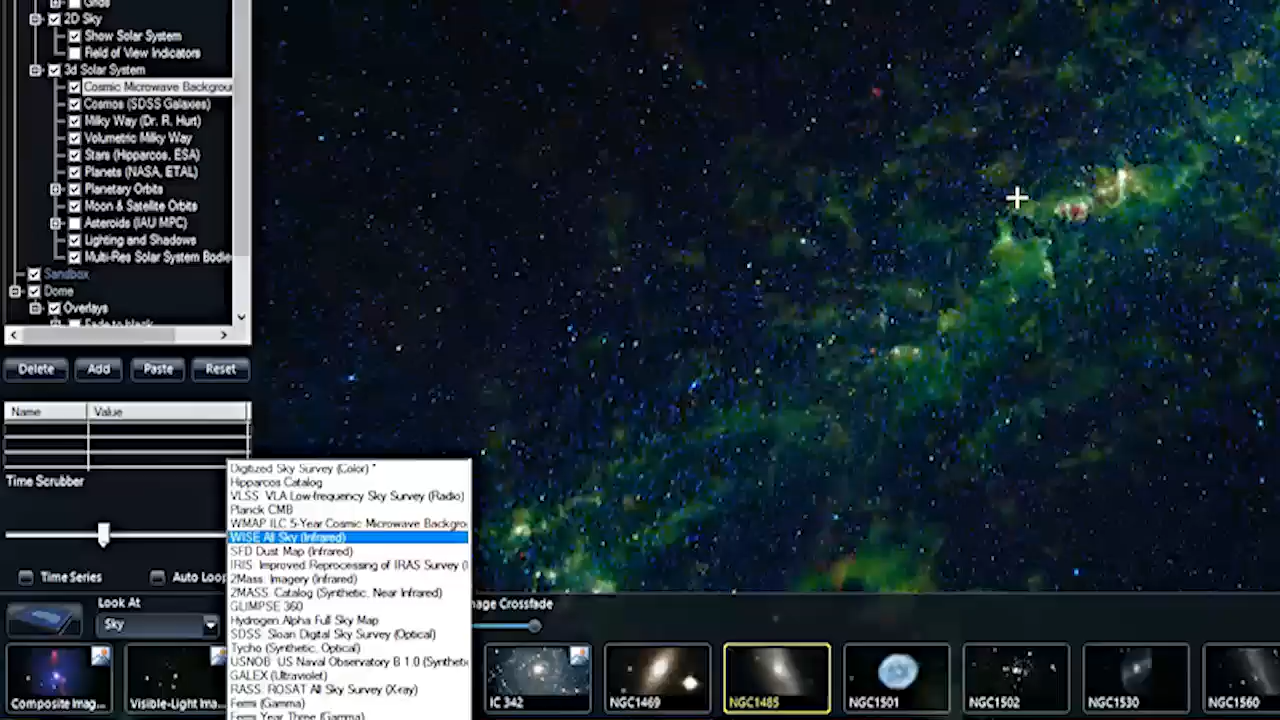 Grids
2D Sky
Show Solar System
Field of View Indicators
3d Solar System
Cosmic Microwave Backgrou
Cosmos (SDSS Galaxies)
Milky Way (Dr. R. Hurt)
Volumetric Milky Way
Stars (Hipparcos, ESA)
Planets (NASA, ETAL)
Planetary Orbits
Moon & Satellite Orbits
Asteroids (IAU MPC)
Lighting and Shadows
Multi-Res Solar System Bodie
Sandbox
Dome
Overlays
Fade to black
Delete Add Paste Reset
Name Value
Time Scrubber
Time Series Auto Loop
Look At
Sky
Digitized Sky Survey (Color) *
Hipparcos Catalog
VLSS: VLA Low-frequency Sky Survey (Radio)
Planck CMB
WMAP ILC 5-Year Cosmic Microwave Backgro
WISE All Sky (Infrared)
SFD Dust Map (Infrared)
IRIS: Improved Reprocessing of IRAS Survey (I
2Mass: Imagery (Infrared)
2MASS: Catalog (Synthetic, Near Infrared)
GLIMPSE 360
Hydrogen Alpha Full Sky Map
SDSS: Sloan Digital Sky Survey (Optical)
Tycho (Synthetic, Optical)
USNOB: US Naval Observatory B 1.0 (Synthetic
GALEX (Ultraviolet)
RASS: ROSAT All Sky Survey (X-ray)
Fermi (Gamma)
Fermi Year Three (Gamma)
mage Crossfade
Composite Imag...
Visible-Light Ima...
IC 342
NGC1469
NGC1485
NGC1501
NGC1502
NGC1530
NGC1560